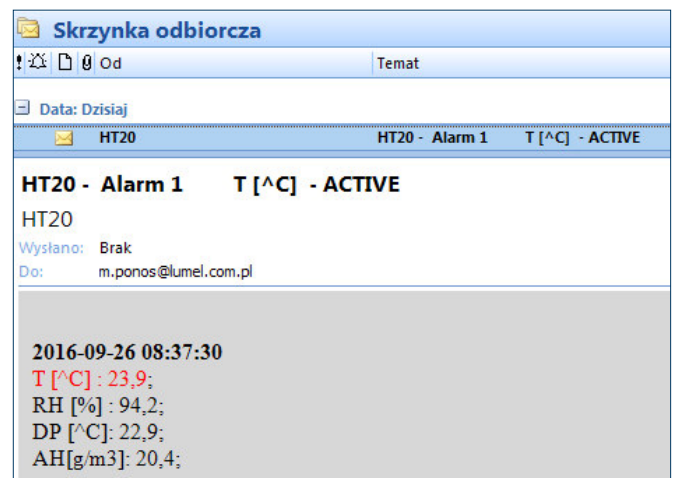 Skrzynka odbiorcza
! Od Temat
Data: Dzisiaj
HT20 HT20 - Alarm 1 T [^C] - ACTIVE
HT20 - Alarm 1 T [^C] - ACTIVE
HT20
Wysłano: Brak
Do: m.ponos@lumel.com.pl
2016-09-26 08:37:30
T [^C] : 23,9;
RH [%] : 94,2;
DP [^C]: 22,9;
AH[g/m3]: 20,4;